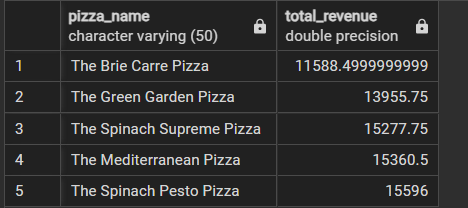 pizza_name total_revenue
character varying (50) double precision
1 The Brie Carre Pizza 11588.4999999999
2 The Green Garden Pizza 13955.75
3 The Spinach Supreme Pizza 15277.75
4 The Mediterranean Pizza 15360.5
5 The Spinach Pesto Pizza 15596